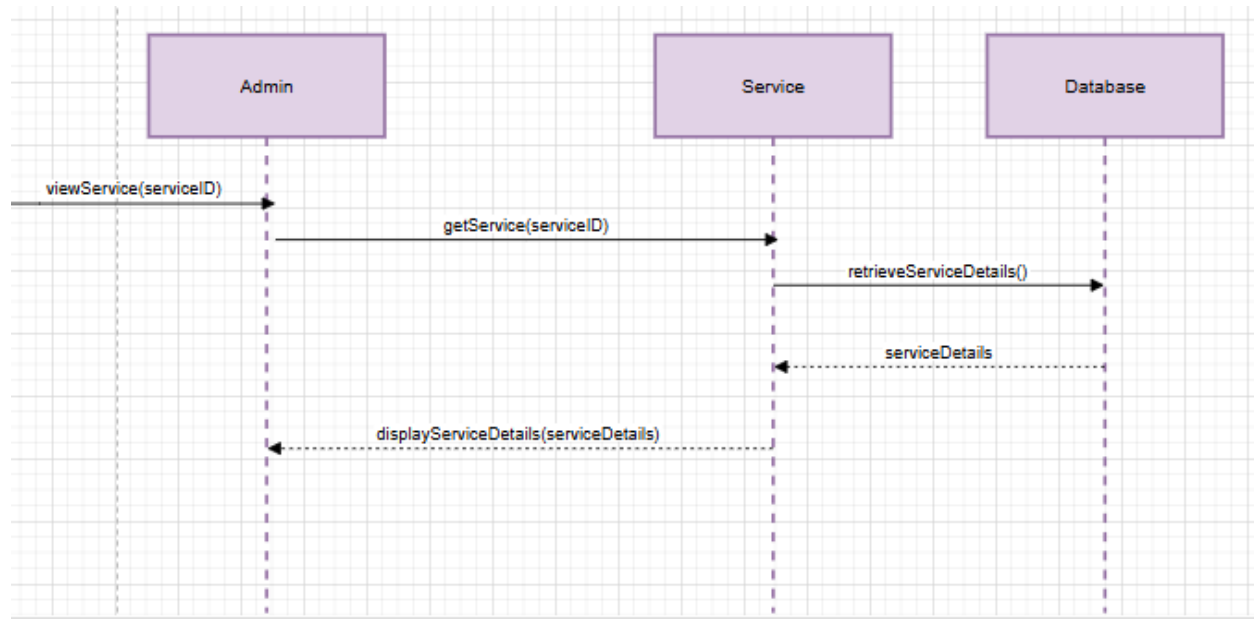 Admin
Service
Database
viewService(serviceID)
getService(serviceID)
retrieveServiceDetails()
serviceDetails
displayServiceDetails(serviceDetails)